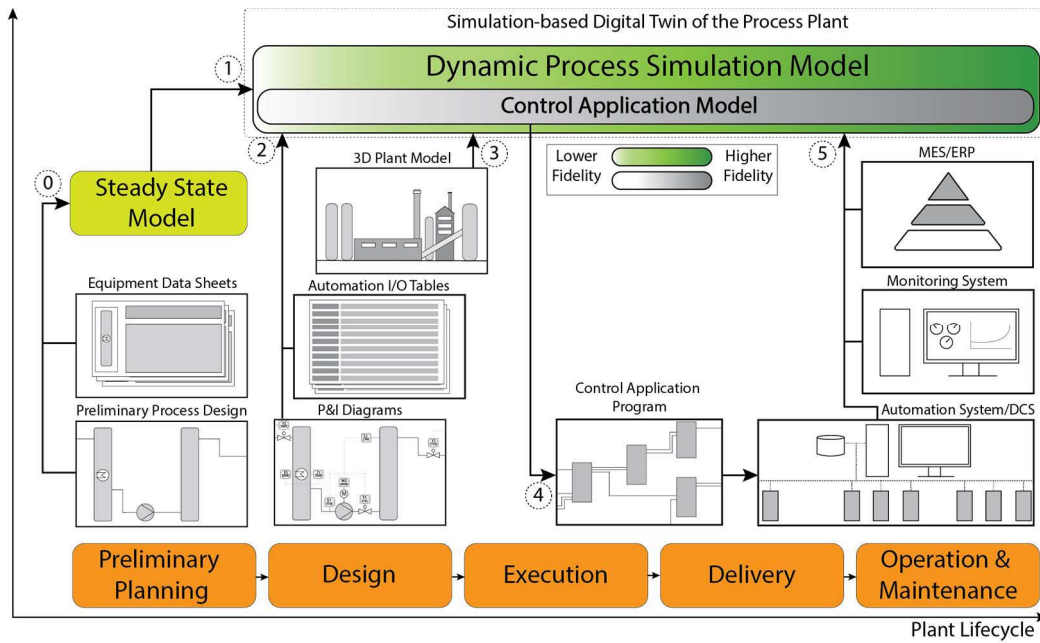 Simulation-based Digital Twin of the Process Plant
Dynamic Process Simulation Model
Control Application Model
1
2
3
5
0
Steady State
Model
3D Plant Model
Lower
Fidelity
Higher
Fidelity
MES/ERP
Equipment Data Sheets
Automation I/O Tables
Monitoring System
Preliminary Process Design
P&I Diagrams
Control Application
Program
Automation System/DCS
4
Preliminary
Planning
Design
Execution
Delivery
Operation &
Maintenance
Plant Lifecycle